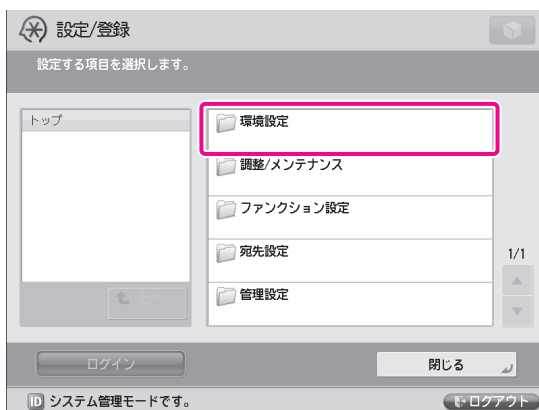 設定/登録
設定する項目を選択します。
トップ
環境設定
調整/メンテナンス
ファンクション設定
宛先設定
1/1
管理設定
上へ
ログイン
閉じる
ID システム管理モードです。
ログアウト